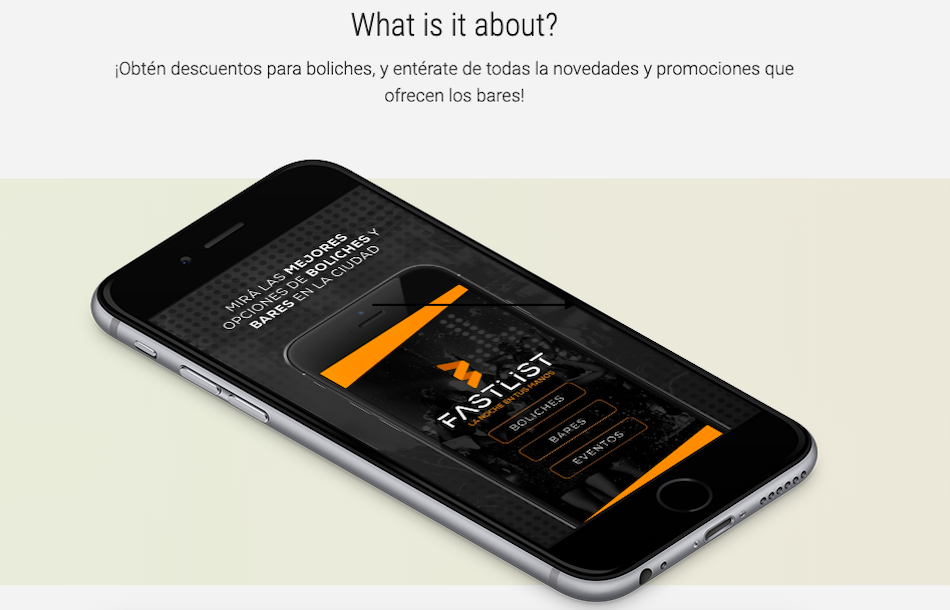 What is it about?
¡Obtén descuentos para boliches, y entérate de todas la novedades y promociones que
ofrecen los bares!
MIRÁ LAS MEJORES
OPCIONES DE BOLICHES Y
BARES EN LA CIUDAD
FASTLiST
LA NOCHE EN TUS MANOS
BOLICHES
BARES
EVENTOS